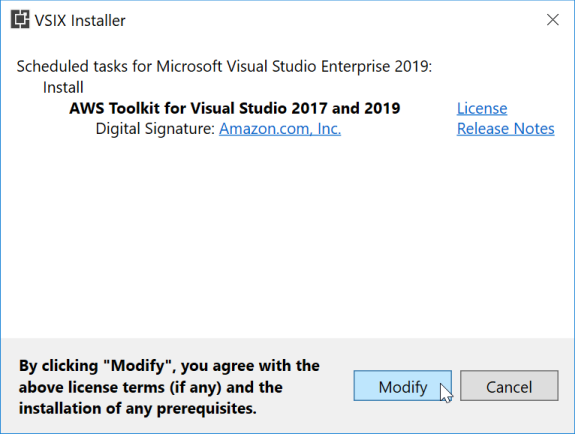 VSIX Installer
Scheduled tasks for Microsoft Visual Studio Enterprise 2019:
Install
AWS Toolkit for Visual Studio 2017 and 2019 License
Digital Signature: Amazon.com, Inc. Release Notes
By clicking "Modify", you agree with the
above license terms (if any) and the
installation of any prerequisites.
Modify Cancel